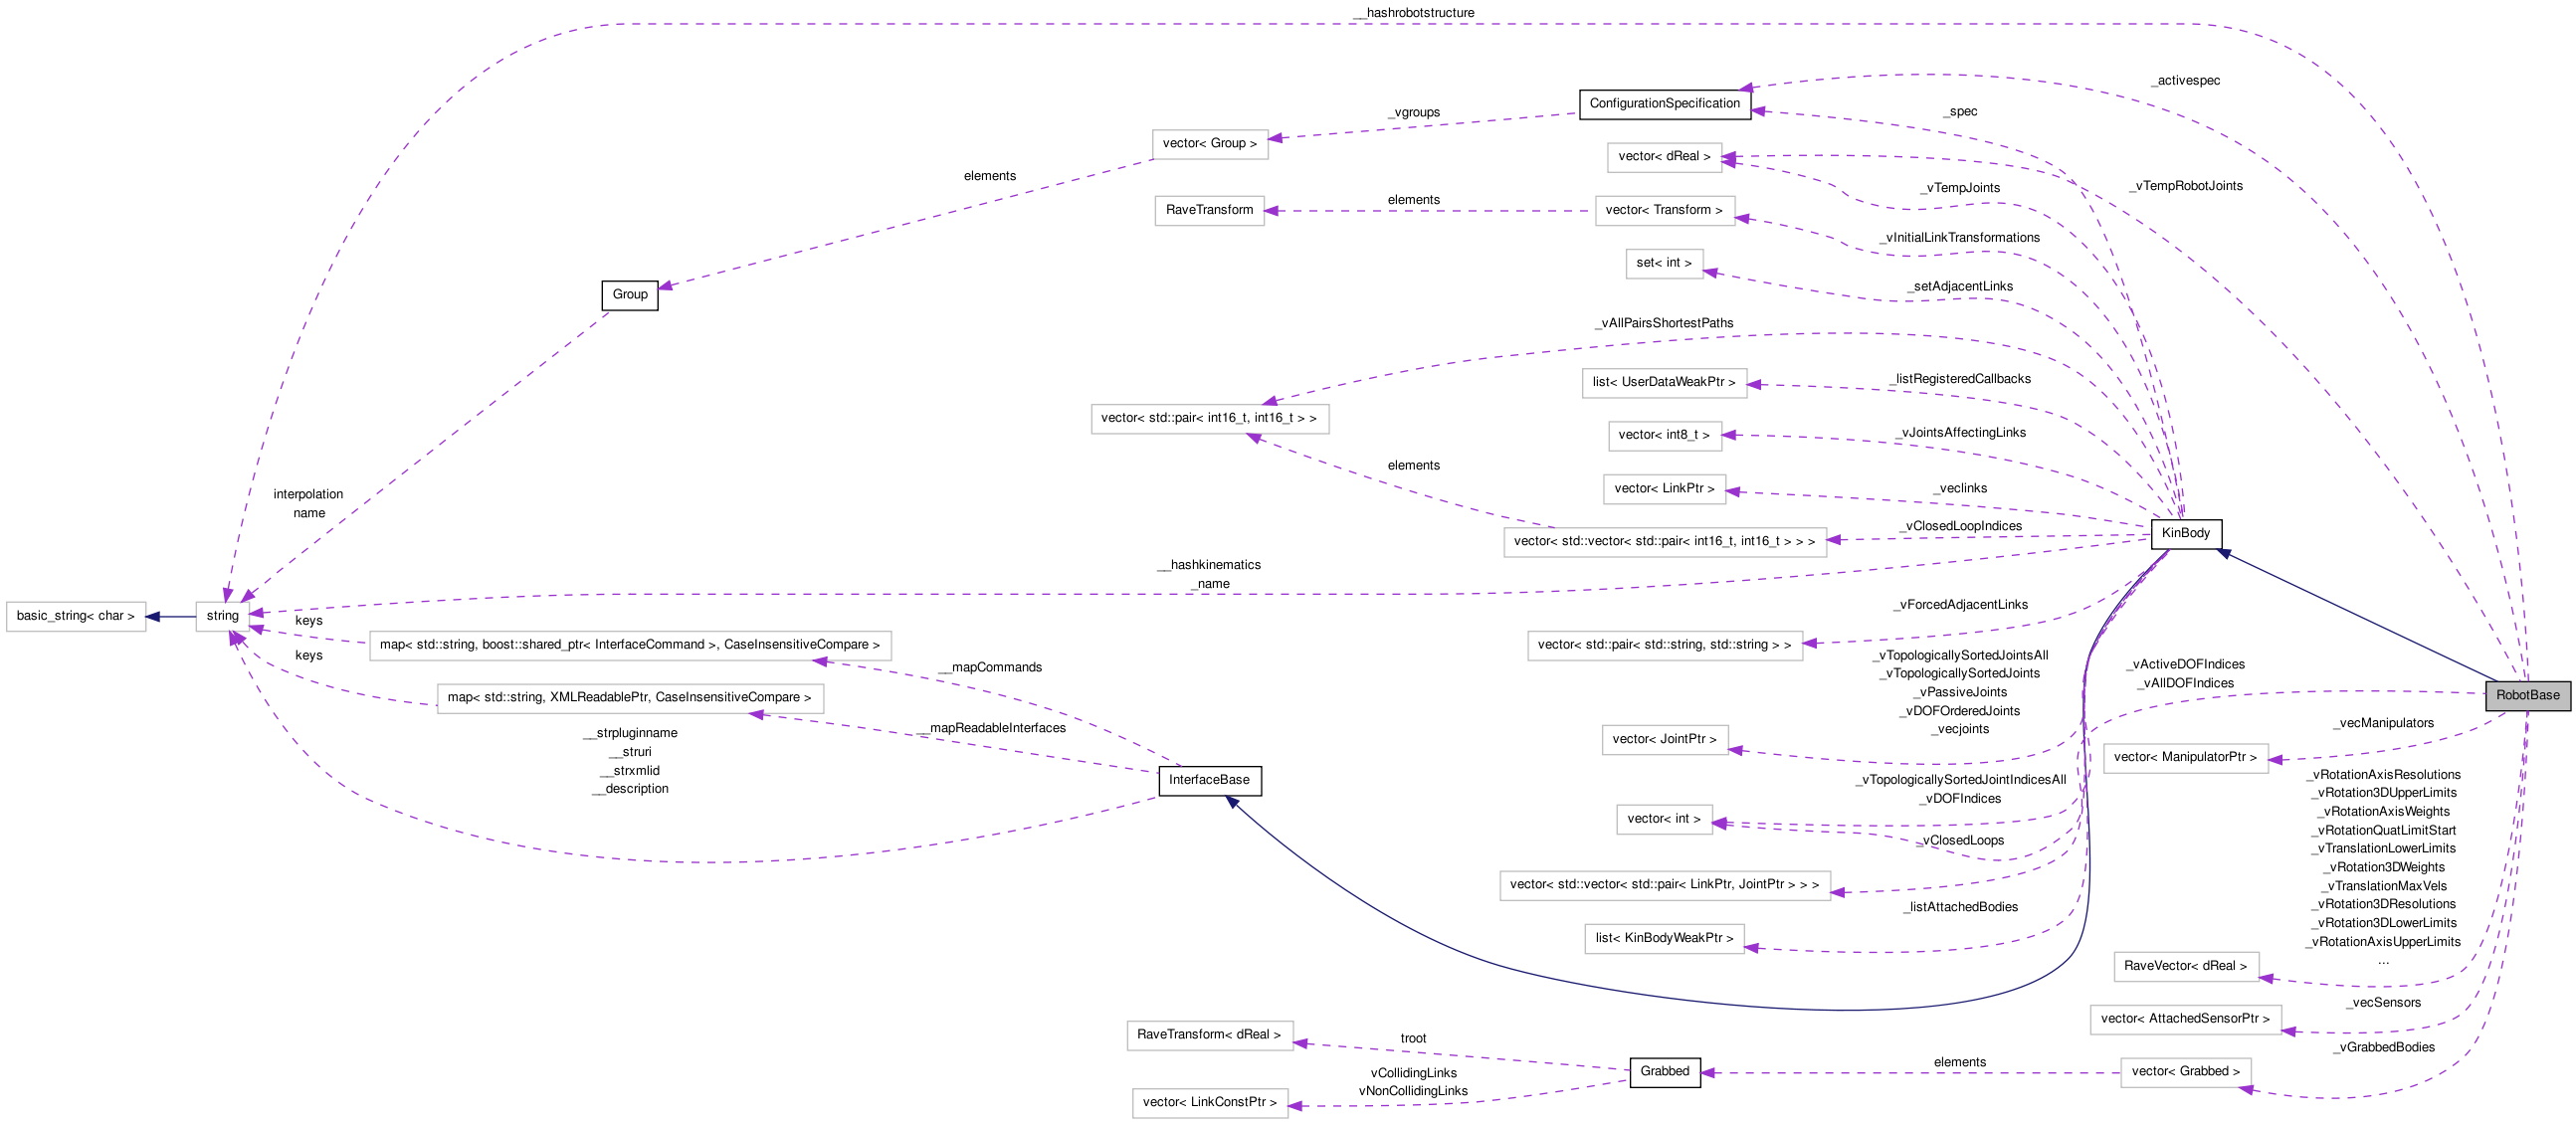 __hashrobotstructure
_activespec
ConfigurationSpecification
_vgroups
_spec
vector< Group >
vector< dReal >
elements
_vTempJoints
_vTempRobotJoints
RaveTransform
elements
vector< Transform >
_vInitialLinkTransformations
set< int >
_setAdjacentLinks
Group
_vAllPairsShortestPaths
list< UserDataWeakPtr >
_listRegisteredCallbacks
vector< std::pair< int16_t, int16_t > >
vector< int8_t >
_vJointsAffectingLinks
elements
interpolation
name
vector< LinkPtr >
_veclinks
vector< std::vector< std::pair< int16_t, int16_t > > >
_vClosedLoopIndices
KinBody
__hashkinematics
_name
basic_string< char >
string
keys
map< std::string, boost::shared_ptr< InterfaceCommand >, CaseInsensitiveCompare >
keys
map< std::string, XMLReadablePtr, CaseInsensitiveCompare >
__mapCommands
__mapReadableInterfaces
__strpluginname
__struri
__strxmlid
__description
InterfaceBase
_vForcedAdjacentLinks
vector< std::pair< std::string, std::string > >
_vTopologicallySortedJointsAll
_vTopologicallySortedJoints
_vPassiveJoints
_vDOFOrderedJoints
_vecjoints
vector< JointPtr >
_vActiveDOFIndices
_vAllDOFIndices
RobotBase
_vecManipulators
vector< ManipulatorPtr >
_vTopologicallySortedJointIndicesAll
_vDOFIndices
vector< int >
_vClosedLoops
vector< std::vector< std::pair< LinkPtr, JointPtr > > >
_listAttachedBodies
list< KinBodyWeakPtr >
_vRotationAxisResolutions
_vRotation3DUpperLimits
_vRotationAxisWeights
_vRotationQuatLimitStart
_vTranslationLowerLimits
_vRotation3DWeights
_vTranslationMaxVels
_vRotation3DResolutions
_vRotation3DLowerLimits
_vRotationAxisUpperLimits
...
RaveVector< dReal >
_vecSensors
vector< AttachedSensorPtr >
_vGrabbedBodies
RaveTransform< dReal >
troot
Grabbed
elements
vector< Grabbed >
vCollidingLinks
vNonCollidingLinks
vector< LinkConstPtr >